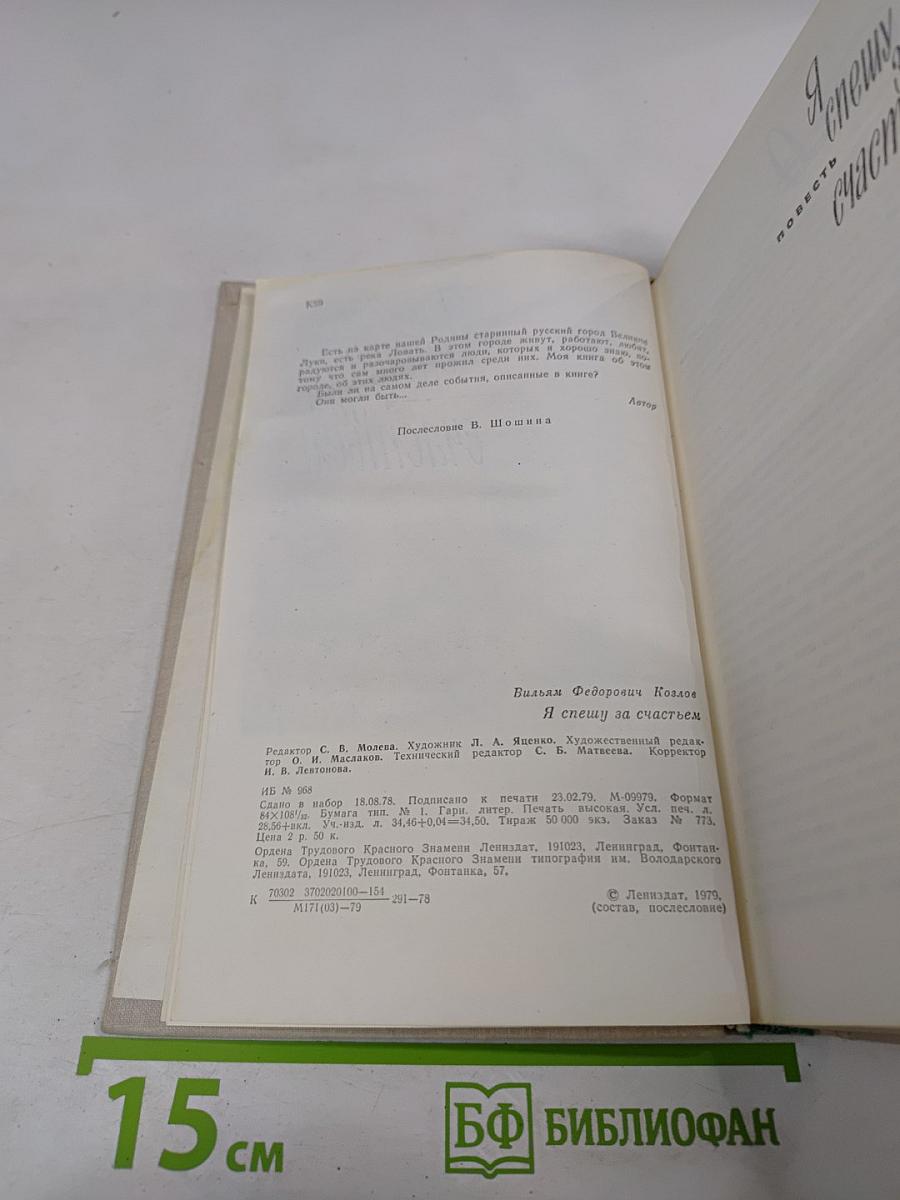 К59
Есть на карте нашей Родины старинный русский город Великие
Луки, есть река Ловать. В этом городе живут, работают, любят,
радуются и разочаровываются люди, которых я хорошо знаю, по-
тому что сам много лет прожил среди них. Моя книга об этом
городе, об этих людях.
Были ли на самом деле события, описанные в книге?
Они могли быть...
Автор
Послесловие В. Шошина
Вильям Федорович Козлов
Я спешу за счастьем
Редактор С. В. Молева. Художник Л. А. Яценко. Художественный редак-
тор О. И. Маслаков. Технический редактор С. Б. Матвеева. Корректор
И. В. Левтонова.
ИБ № 968
Сдано в набор 18.08.78. Подписано к печати 23.02.79. М-09979. Формат
84×108¹/₃₂. Бумага тип. № 1. Гарн. литер. Печать высокая. Усл. печ. л.
28,56+вкл. Уч.-изд. л. 34,46+0,04=34,50. Тираж 50 000 экз. Заказ № 773.
Цена 2 р. 50 к.
Ордена Трудового Красного Знамени Лениздат, 191023, Ленинград, Фонтан-
ка, 59. Ордена Трудового Красного Знамени типография им. Володарского
Лениздата, 191023, Ленинград, Фонтанка, 57.
К 70302 3702020100—154 291—78
М171(03)—79
© Лениздат, 1979,
(состав, послесловие)
Я
спешу
счаст
ПОВЕСТЬ
15 см
БФ БИБЛИОФАН